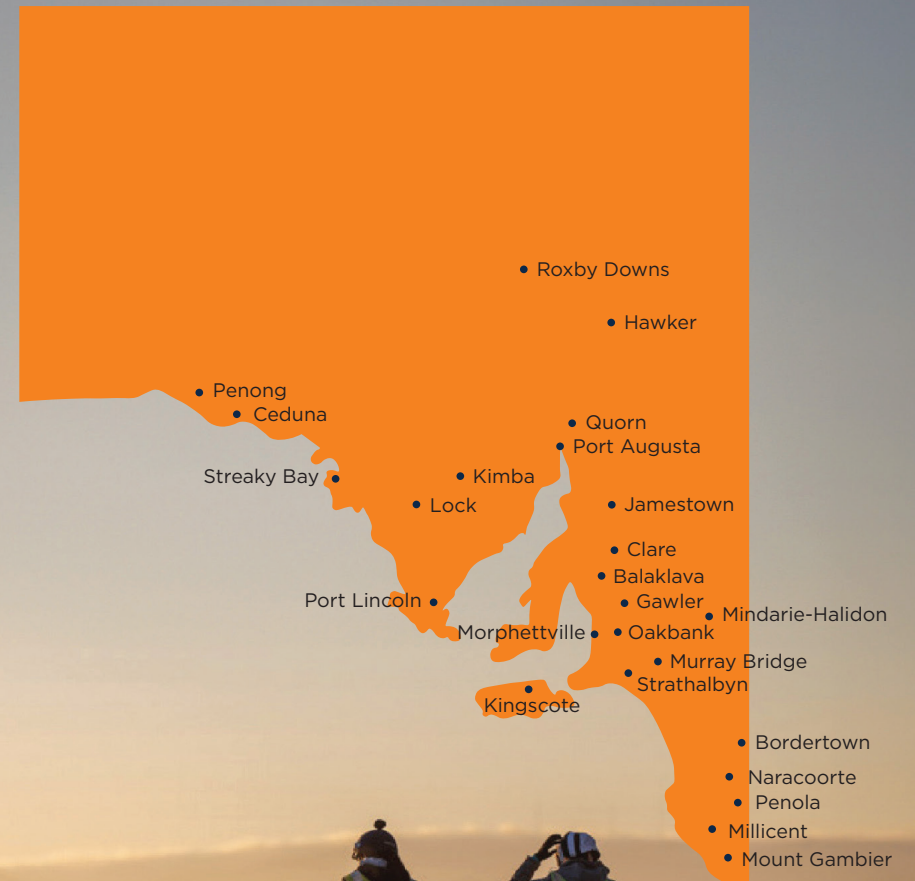 Roxby Downs
Hawker
Penong
Ceduna
Quorn
Port Augusta
Streaky Bay
Kimba
Lock
Jamestown
Clare
Balaklava
Port Lincoln
Gawler
Mindarie-Halidon
Morphettville
Oakbank
Murray Bridge
Strathalbyn
Kingscote
Bordertown
Naracoorte
Penola
Millicent
Mount Gambier